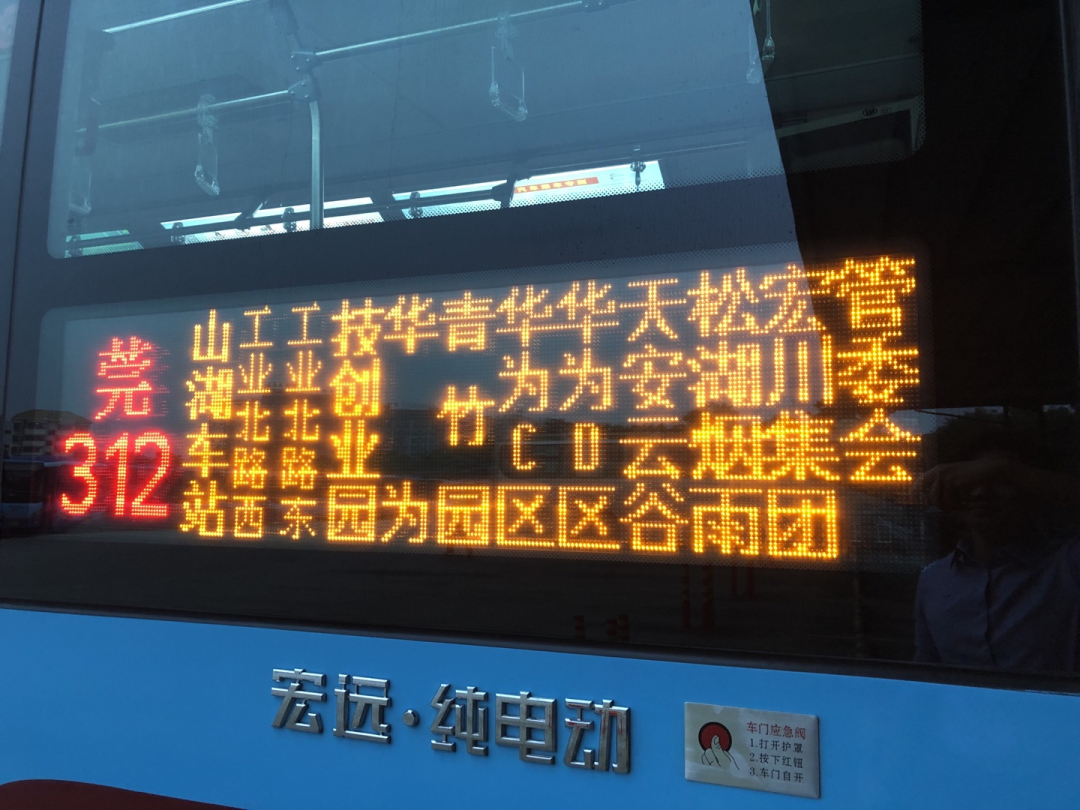 莞
312
山湖车站
工业北路西
工业北路东
技创业园
华为
青竹园
华为C区
华为D区
天安云谷
松湖烟雨
宏川集团
管委会
宏远·纯电动
车门应急阀
1.打开护罩
2.按下红钮
3.车门自开